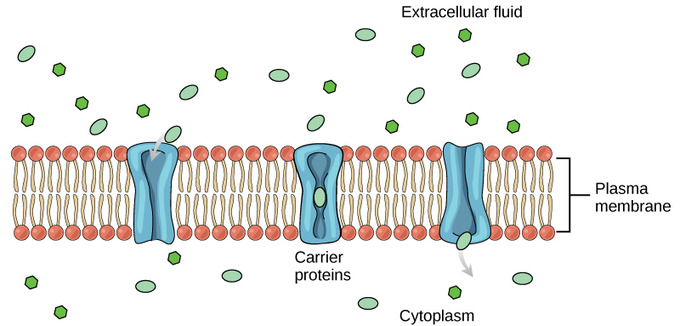 Extracellular fluid
Plasma
membrane
Carrier
proteins
Cytoplasm